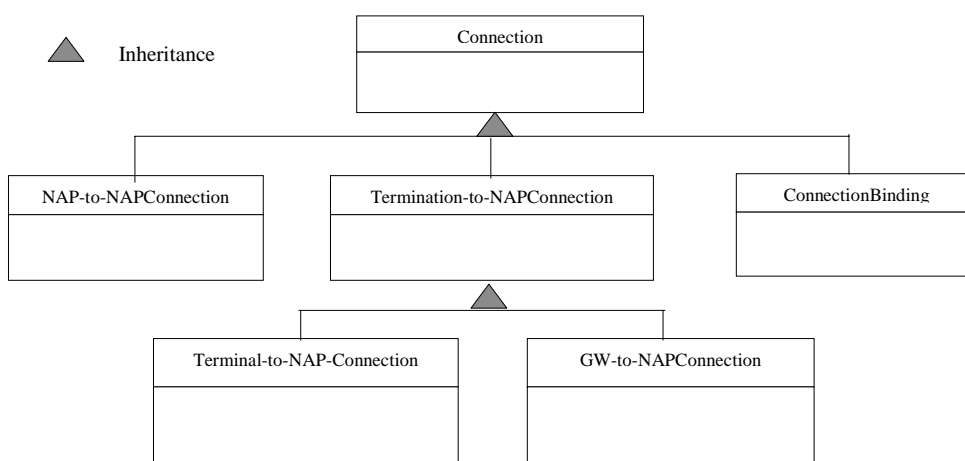 Connection
Inheritance
NAP-to-NAPConnection
Termination-to-NAPConnection
ConnectionBinding
Terminal-to-NAP-Connection
GW-to-NAPConnection